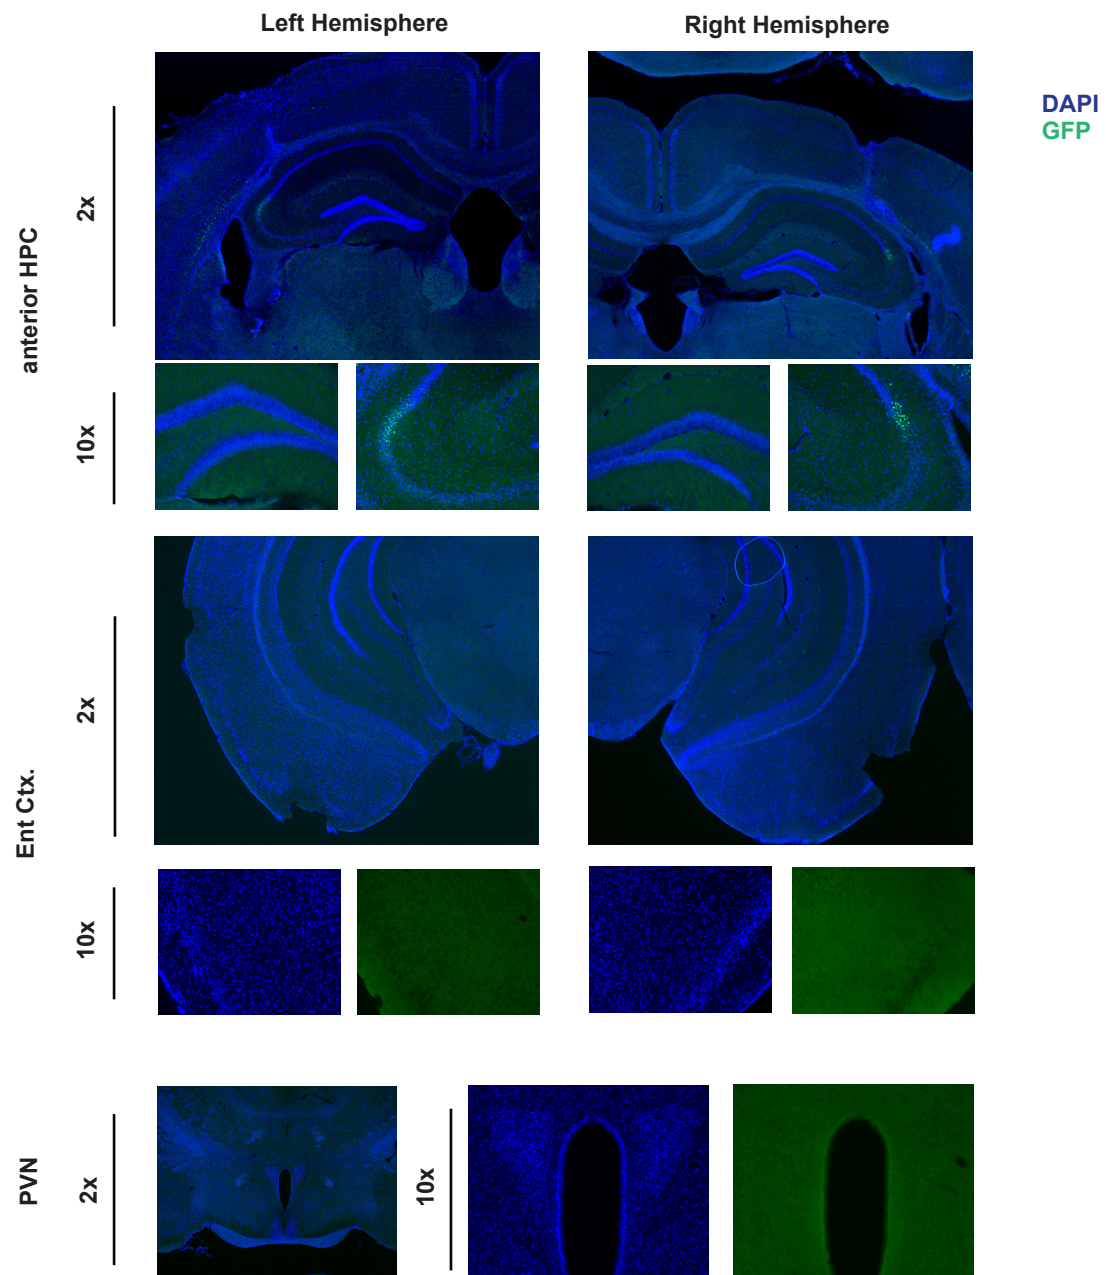 Left Hemisphere
Right Hemisphere
DAPI
GFP
anterior HPC
2x
10x
Ent Ctx.
2x
10x
PVN
2x
10x